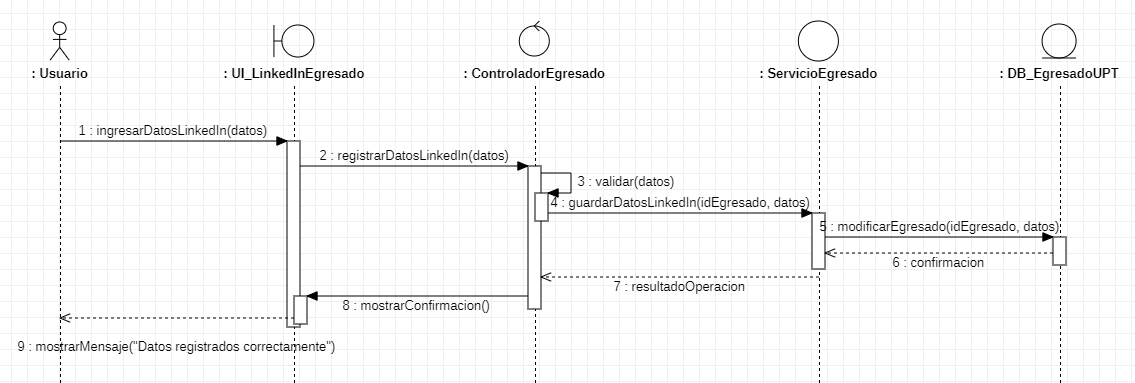 : Usuario
: UI_LinkedInEgresado
: ControladorEgresado
: ServicioEgresado
: DB_EgresadoUPT
1 : ingresarDatosLinkedIn(datos)
2 : registrarDatosLinkedIn(datos)
3 : validar(datos)
4 : guardarDatosLinkedIn(idEgresado, datos)
5 : modificarEgresado(idEgresado, datos)
6 : confirmacion
7 : resultadoOperacion
8 : mostrarConfirmacion()
9 : mostrarMensaje("Datos registrados correctamente")